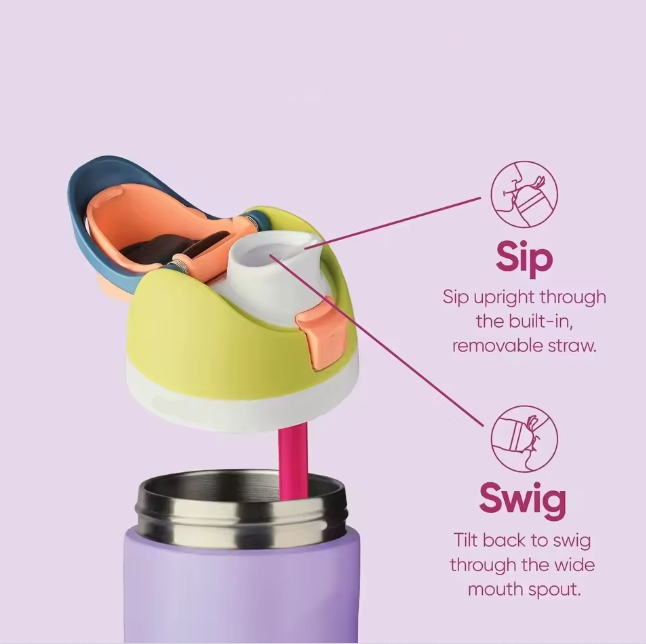 Sip
Sip upright through
the built-in,
removable straw.
Swig
Tilt back to swig
through the wide
mouth spout.